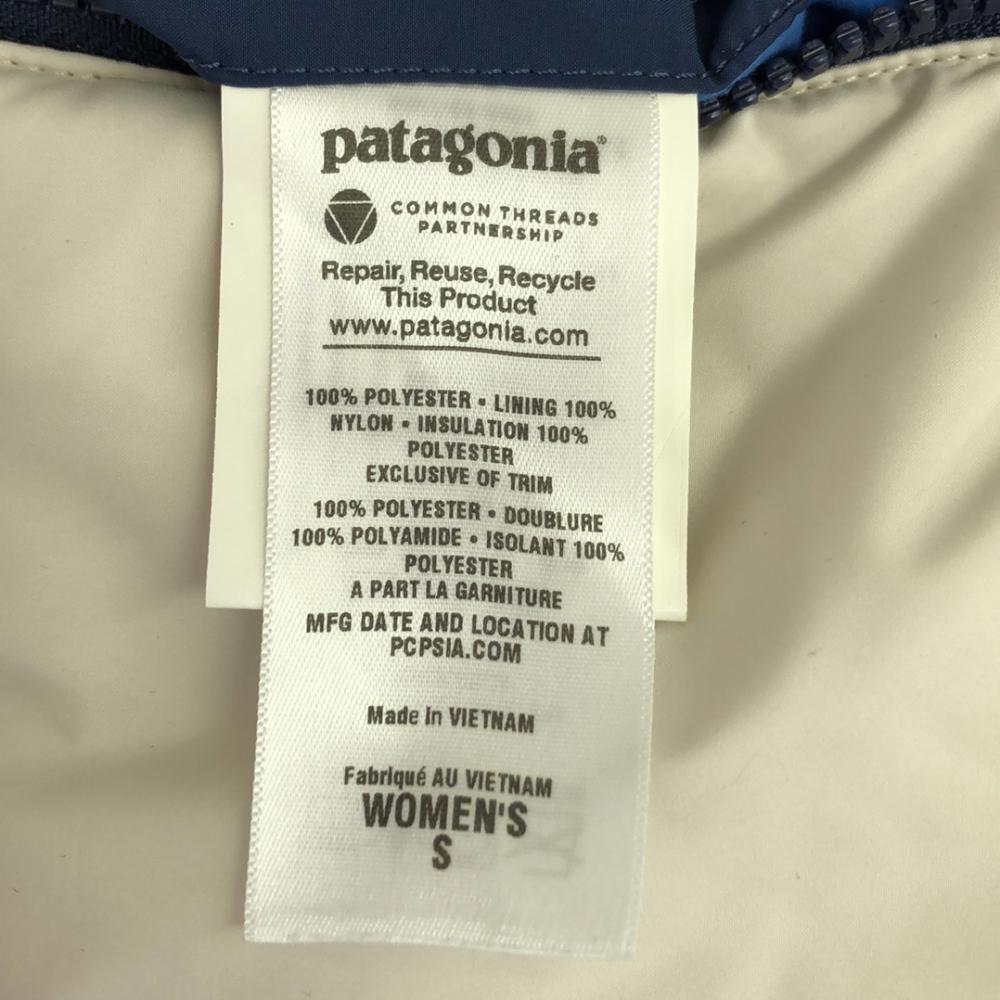 patagonia®
COMMON THREADS
PARTNERSHIP
Repair, Reuse, Recycle
This Product
www.patagonia.com
100% POLYESTER • LINING 100%
NYLON • INSULATION 100%
POLYESTER
EXCLUSIVE OF TRIM
100% POLYESTER • DOUBLURE
100% POLYAMIDE • ISOLANT 100%
POLYESTER
A PART LA GARNITURE
MFG DATE AND LOCATION AT
PCPSIA.COM
Made in VIETNAM
Fabriqué AU VIETNAM
WOMEN'S
S